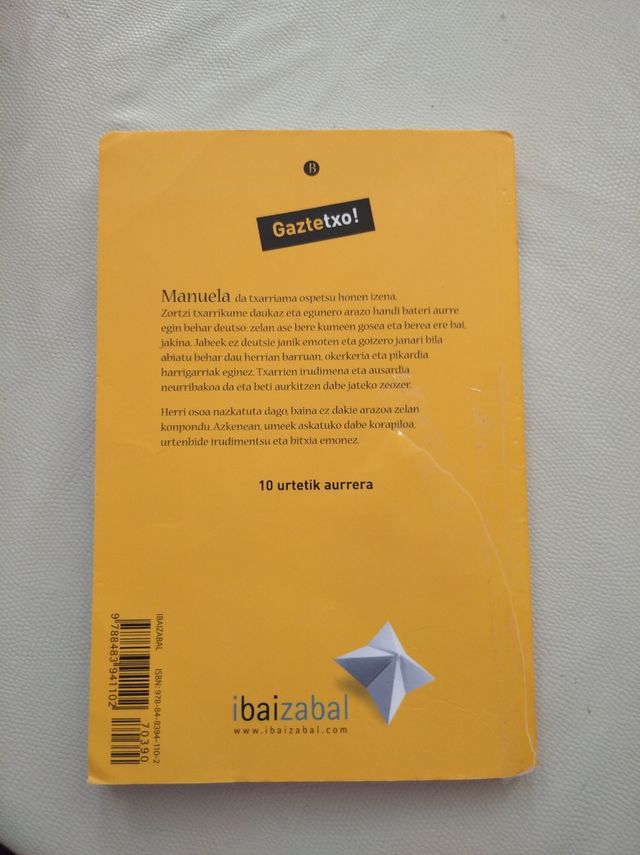 B
Gaztetxo!
Manuela da txarriama ospetsu honen izena.
Zortzi txarrikume daukaz eta egunero arazo handi bateri aurre
egin behar deutso: zelan ase bere kumeen gosea eta berea ere bai,
jakina. Jabeek ez deutsie janik emoten eta goizero janari bila
abiatu behar dau herrian barruan, okerkeria eta pikardia
harrigarriak eginez. Txarrien irudimena eta ausardia
neurribakoa da eta beti aurkitzen dabe jateko zeozer.
Herri osoa nazkatuta dago, baina ez dakie arazoa zelan
konpondu. Azkenean, umeek askatuko dabe korapiloa,
urtenbide irudimentsu eta bitxia emonez.
10 urtetik aurrera
ibaizabal
www.ibaizabal.com
IBAIZABAL ISBN: 978-84-8394-110-2
9788483941102
70390